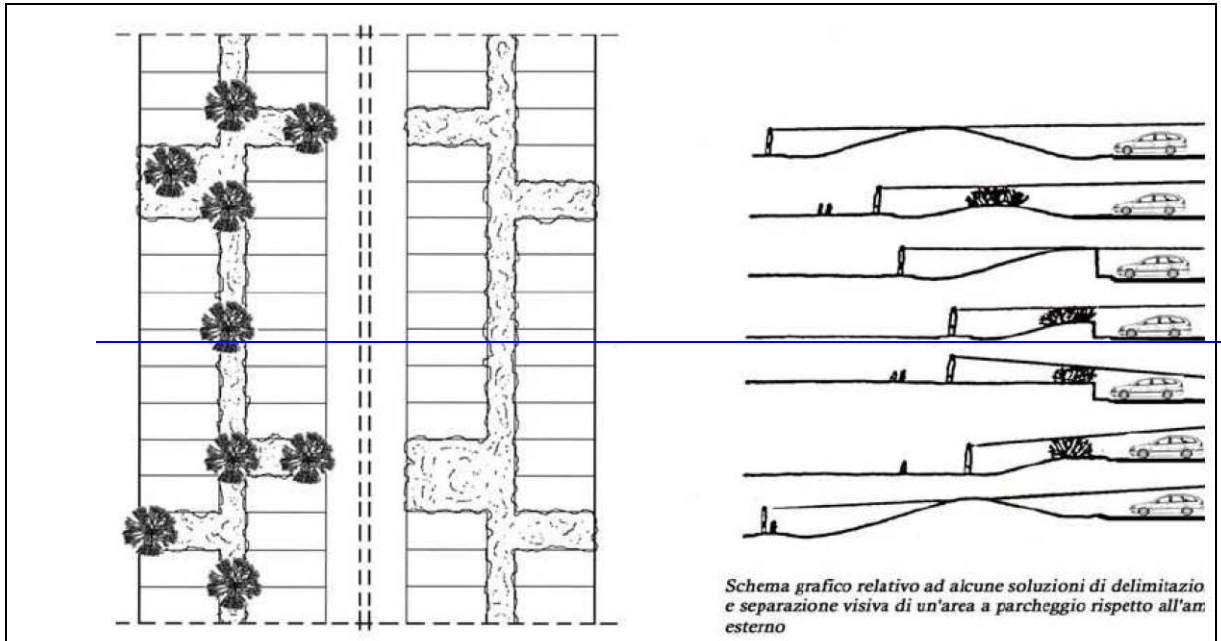 Schema grafico relativo ad alcune soluzioni di delimitazio
e separazione visiva di un'area a parcheggio rispetto all'am
esterno